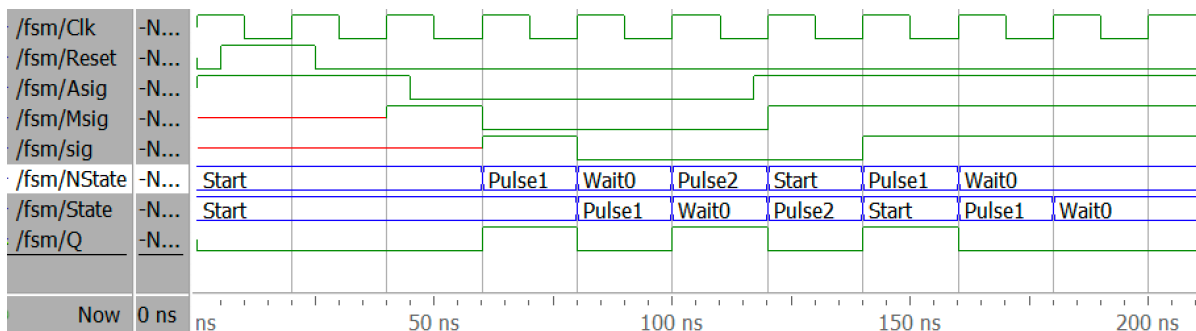 /fsm/Clk -N...
/fsm/Reset -N...
/fsm/Asig -N...
/fsm/Msig -N...
/fsm/sig -N...
/fsm/NState -N... Start Pulse1 Wait0 Pulse2 Start Pulse1 Wait0
/fsm/State -N... Start Pulse1 Wait0 Pulse2 Start Pulse1 Wait0
/fsm/Q -N...
Now 0 ns ns 50 ns 100 ns 150 ns 200 ns